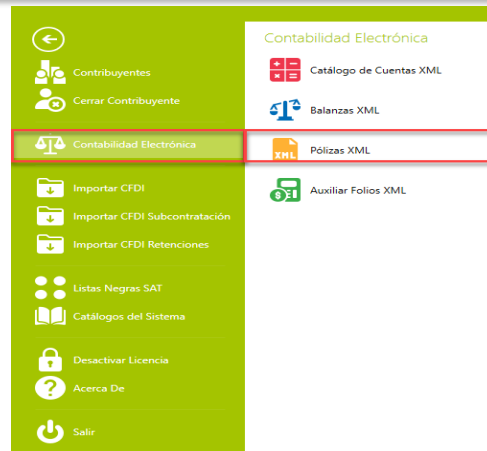 Contribuyentes
Cerrar Contribuyente
Contabilidad Electrónica
Importar CFDI
Importar CFDI Subcontratación
Importar CFDI Retenciones
Listas Negras SAT
Catálogos del Sistema
Desactivar Licencia
Acerca De
Salir
Contabilidad Electrónica
Catálogo de Cuentas XML
Balanzas XML
XML
Pólizas XML
Auxiliar Folios XML